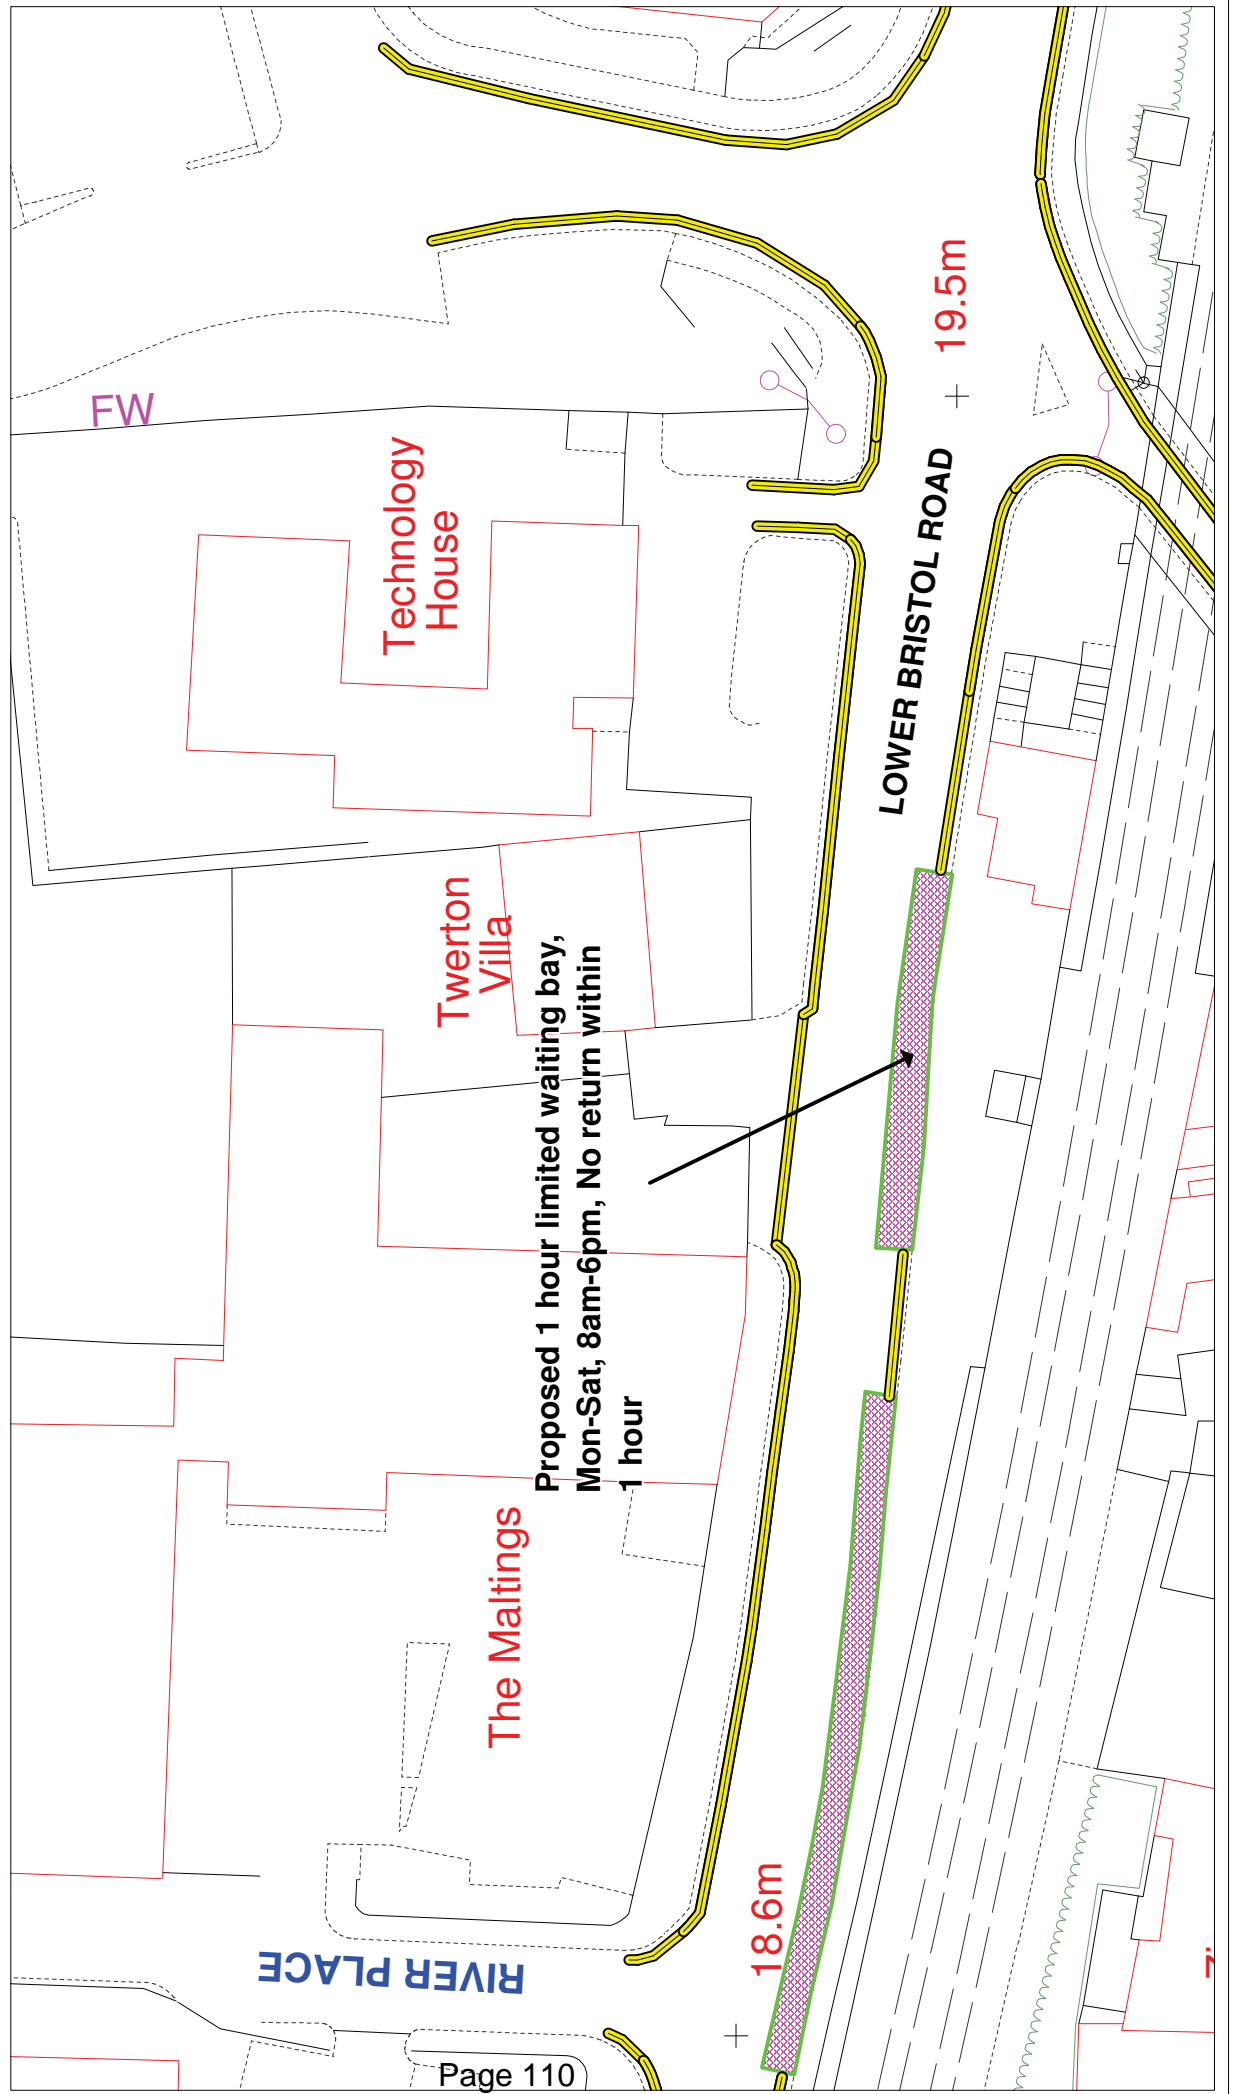 FW
Technology
House
19.5m
LOWER BRISTOL ROAD
Twerton
Villa
Proposed 1 hour limited waiting bay,
Mon-Sat, 8am-6pm, No return within
1 hour
The Maltings
18.6m
RIVER PLACE
Page 110